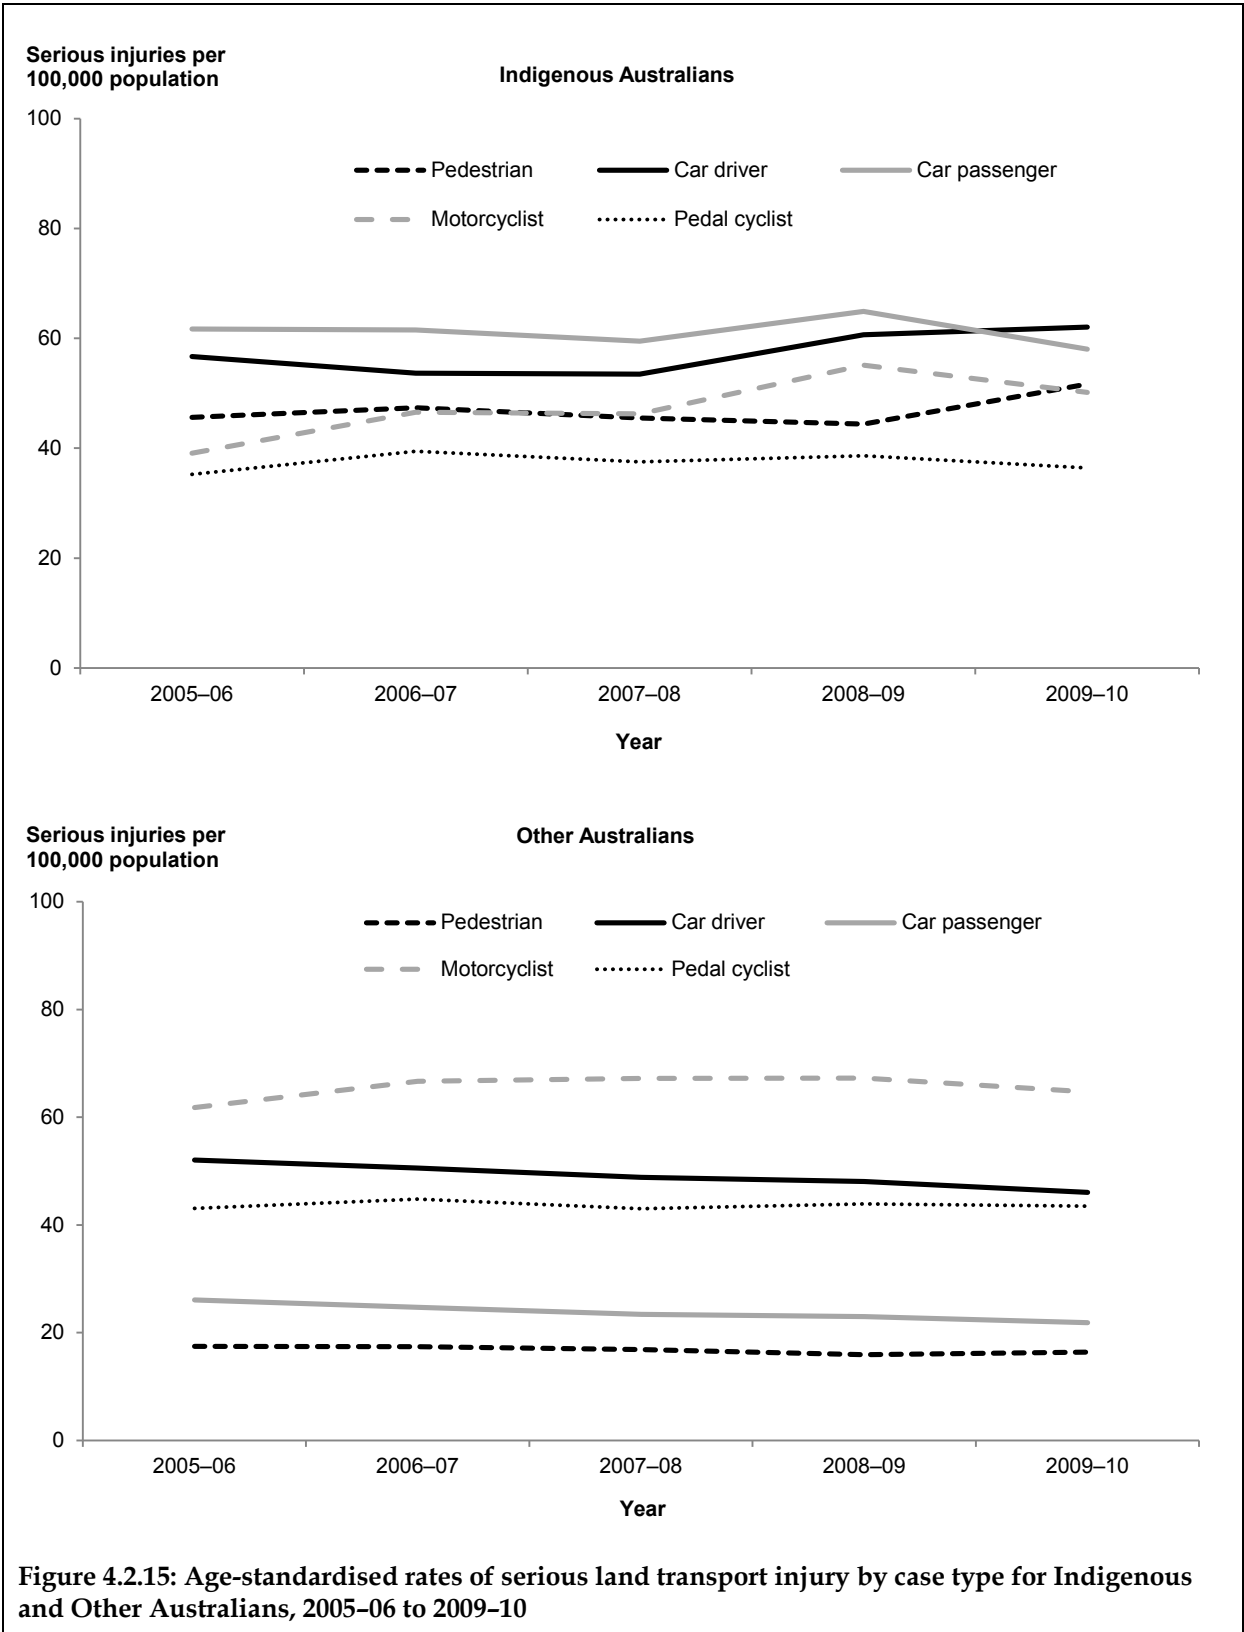 Serious injuries per
100,000 population
Indigenous Australians
100
Pedestrian Car driver Car passenger
80
Motorcyclist Pedal cyclist
60
40
20
0
2005–06 2006–07 2007–08 2008–09 2009–10
Year
Serious injuries per
100,000 population
Other Australians
100
Pedestrian Car driver Car passenger
Motorcyclist Pedal cyclist
80
60
40
20
0
2005–06 2006–07 2007–08 2008–09 2009–10
Year
Figure 4.2.15: Age-standardised rates of serious land transport injury by case type for Indigenous
and Other Australians, 2005–06 to 2009–10